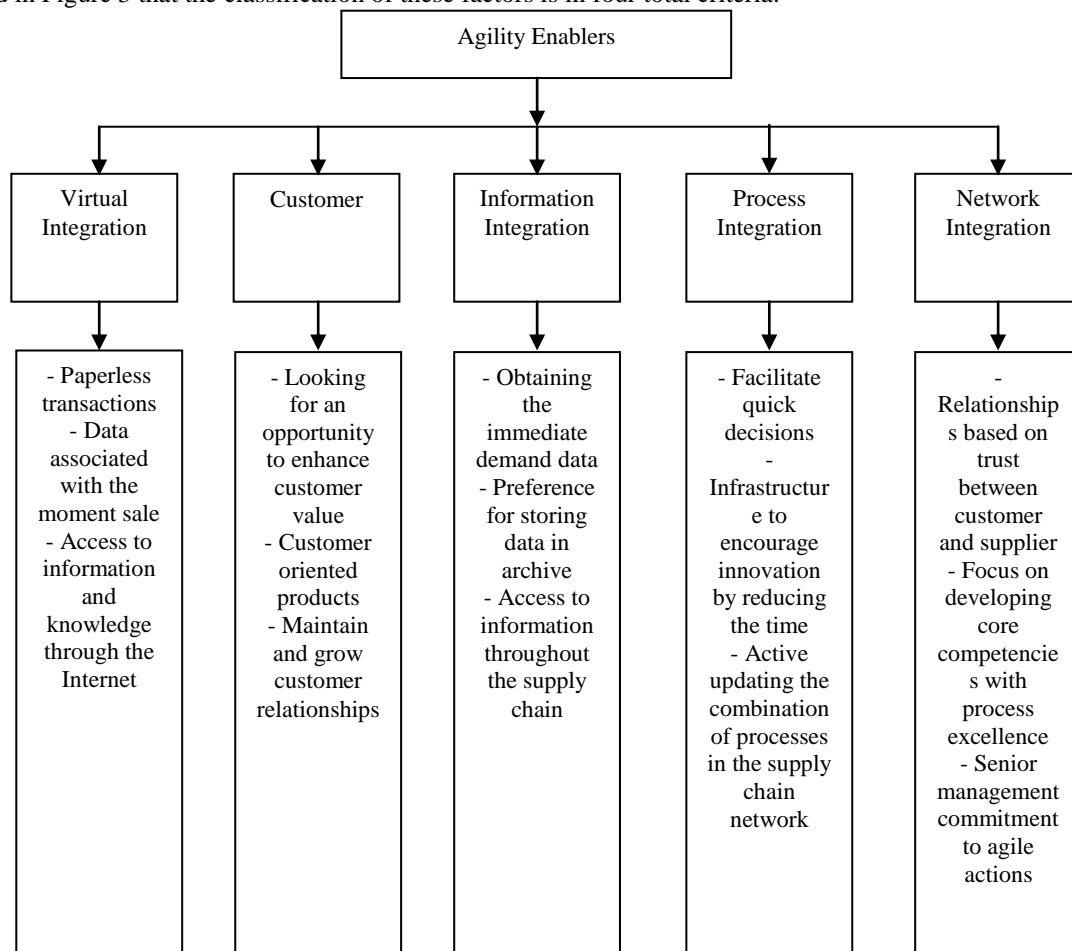 d in Figure 3 that the classification of these factors is in four total criteria.
Agility Enablers
Virtual
Integration
Customer
Information
Integration
Process
Integration
Network
Integration
- Paperless
transactions
- Data
associated
with the
moment sale
- Access to
information
and
knowledge
through the
Internet
- Looking
for an
opportunity
to enhance
customer
value
- Customer
oriented
products
- Maintain
and grow
customer
relationships
- Obtaining
the
immediate
demand data
- Preference
for storing
data in
archive
- Access to
information
throughout
the supply
chain
- Facilitate
quick
decisions
-
Infrastructur
e to
encourage
innovation
by reducing
the time
- Active
updating the
combination
of processes
in the supply
chain
network
-
Relationship
s based on
trust
between
customer
and supplier
- Focus on
developing
core
competencie
s with
process
excellence
- Senior
management
commitment
to agile
actions